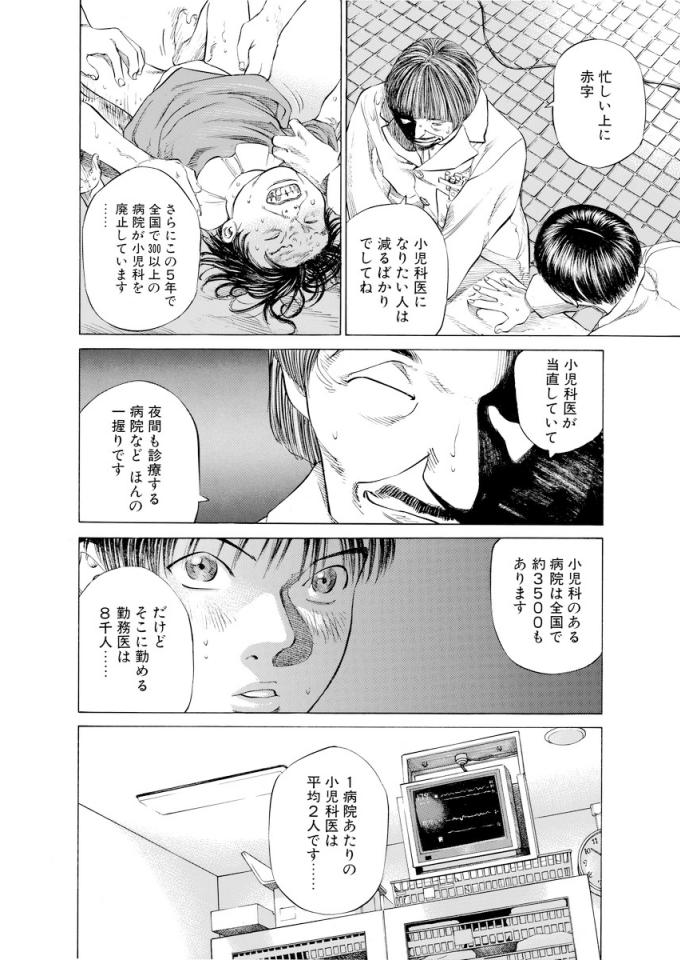 忙しい上に
赤字
小児科医に
なりたい人は
減るばかり
でしてね
さらにこの5年で
全国で300以上の
病院が小児科を
廃止しています
……
小児科医が
当直していて
夜間も診療する
病院など ほんの
一握りです
小児科のある
病院は全国で
約3500も
あります
だけど
そこに勤める
勤務医は
8千人……
1病院あたりの
小児科医は
平均2人です……